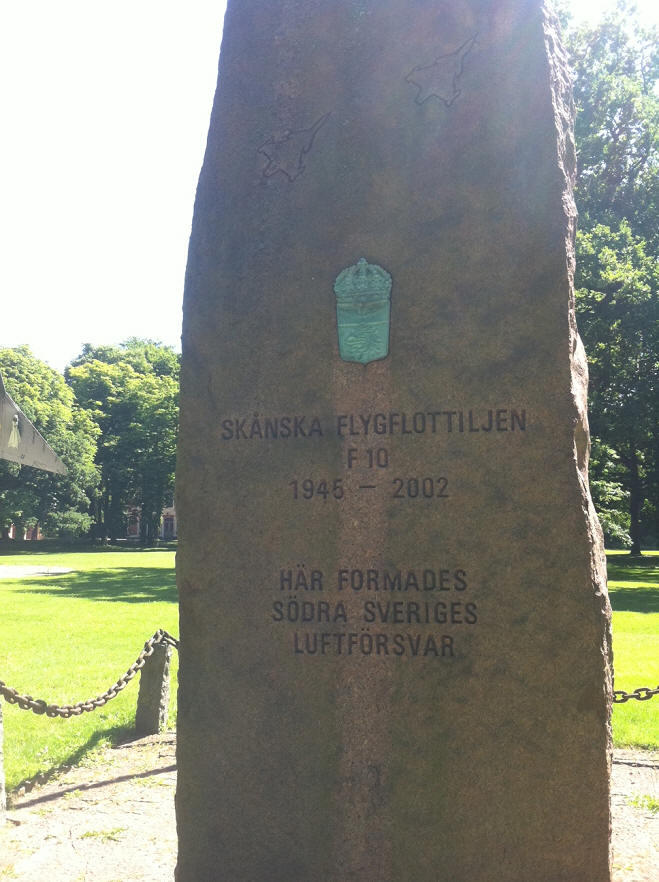 SKÅNSKA FLYGFLOTTILJEN
F 10
1945 – 2002
HÄR FORMADES
SÖDRA SVERIGES
LUFTFÖRSVAR